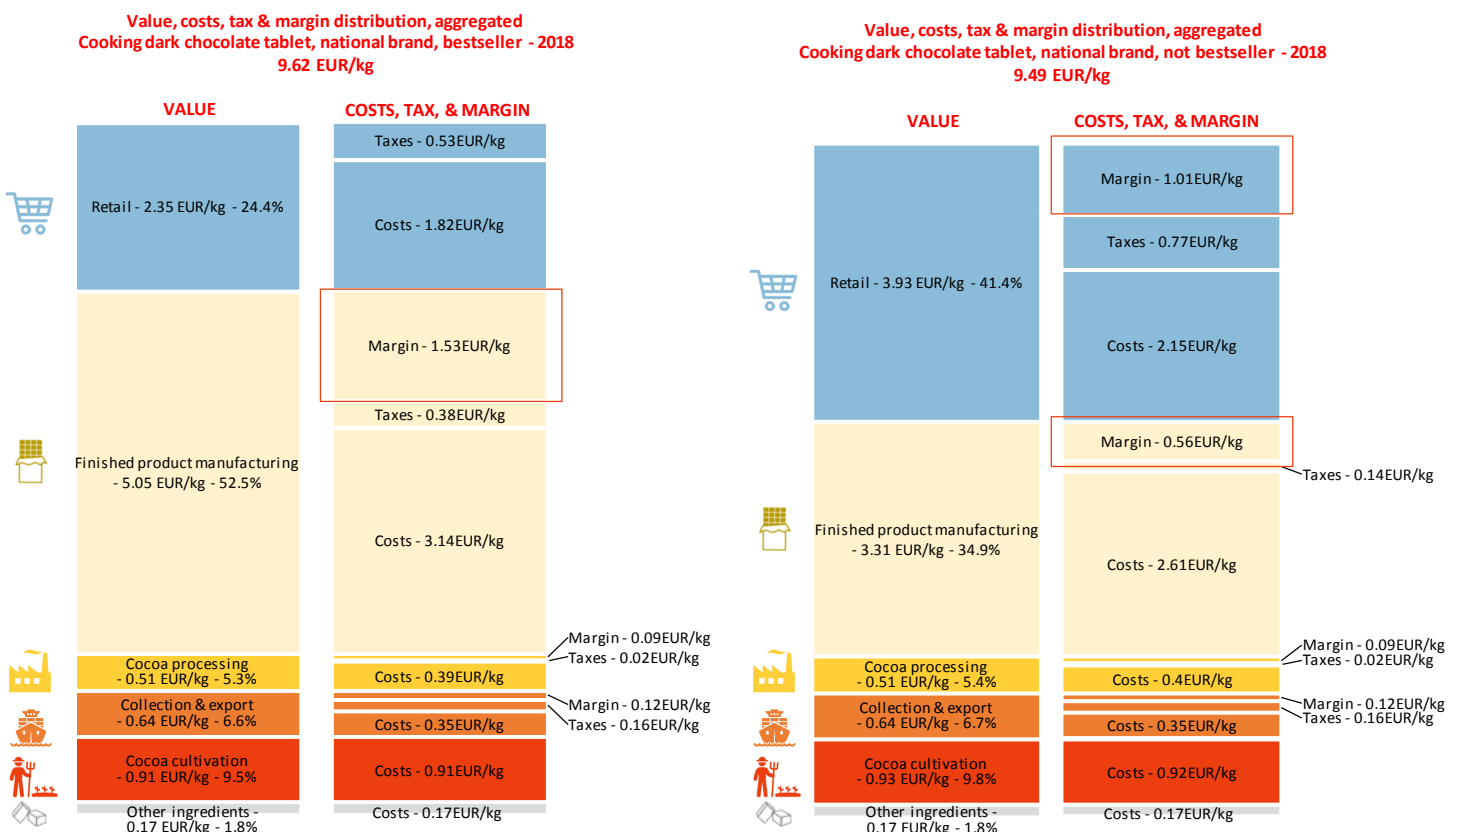 Value, costs, tax & margin distribution, aggregated
Cooking dark chocolate tablet, national brand, bestseller - 2018
9.62 EUR/kg
VALUE
COSTS, TAX, & MARGIN
Retail - 2.35 EUR/kg - 24.4%
Taxes - 0.53EUR/kg
Costs - 1.82EUR/kg
Finished product manufacturing
- 5.05 EUR/kg - 52.5%
Margin - 1.53EUR/kg
Taxes - 0.38EUR/kg
Costs - 3.14EUR/kg
Cocoa processing
- 0.51 EUR/kg - 5.3%
Margin - 0.09EUR/kg
Taxes - 0.02EUR/kg
Costs - 0.39EUR/kg
Collection & export
- 0.64 EUR/kg - 6.6%
Margin - 0.12EUR/kg
Taxes - 0.16EUR/kg
Costs - 0.35EUR/kg
Cocoa cultivation
- 0.91 EUR/kg - 9.5%
Costs - 0.91EUR/kg
Other ingredients -
0.17 EUR/kg - 1.8%
Costs - 0.17EUR/kg
Value, costs, tax & margin distribution, aggregated
Cooking dark chocolate tablet, national brand, not bestseller - 2018
9.49 EUR/kg
VALUE
COSTS, TAX, & MARGIN
Retail - 3.93 EUR/kg - 41.4%
Margin - 1.01EUR/kg
Taxes - 0.77EUR/kg
Costs - 2.15EUR/kg
Finished product manufacturing
- 3.31 EUR/kg - 34.9%
Margin - 0.56EUR/kg
Taxes - 0.14EUR/kg
Costs - 2.61EUR/kg
Cocoa processing
- 0.51 EUR/kg - 5.4%
Margin - 0.09EUR/kg
Taxes - 0.02EUR/kg
Costs - 0.4EUR/kg
Collection & export
- 0.64 EUR/kg - 6.7%
Margin - 0.12EUR/kg
Taxes - 0.16EUR/kg
Costs - 0.35EUR/kg
Cocoa cultivation
- 0.93 EUR/kg - 9.8%
Costs - 0.92EUR/kg
Other ingredients -
0.17 EUR/kg - 1.8%
Costs - 0.17EUR/kg